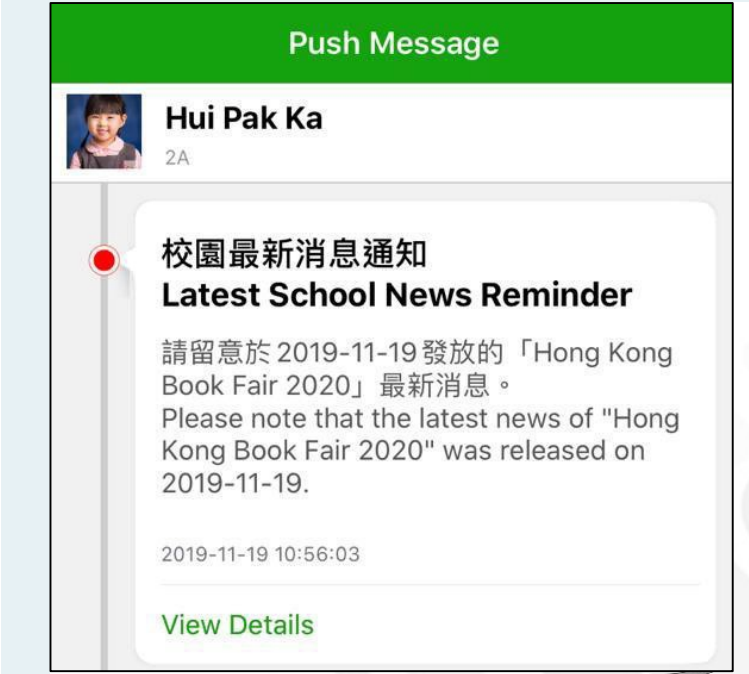 Push Message
Hui Pak Ka
2A
校園最新消息通知
Latest School News Reminder
請留意於 2019-11-19 發放的「Hong Kong
Book Fair 2020」最新消息。
Please note that the latest news of "Hong
Kong Book Fair 2020" was released on
2019-11-19.
2019-11-19 10:56:03
View Details